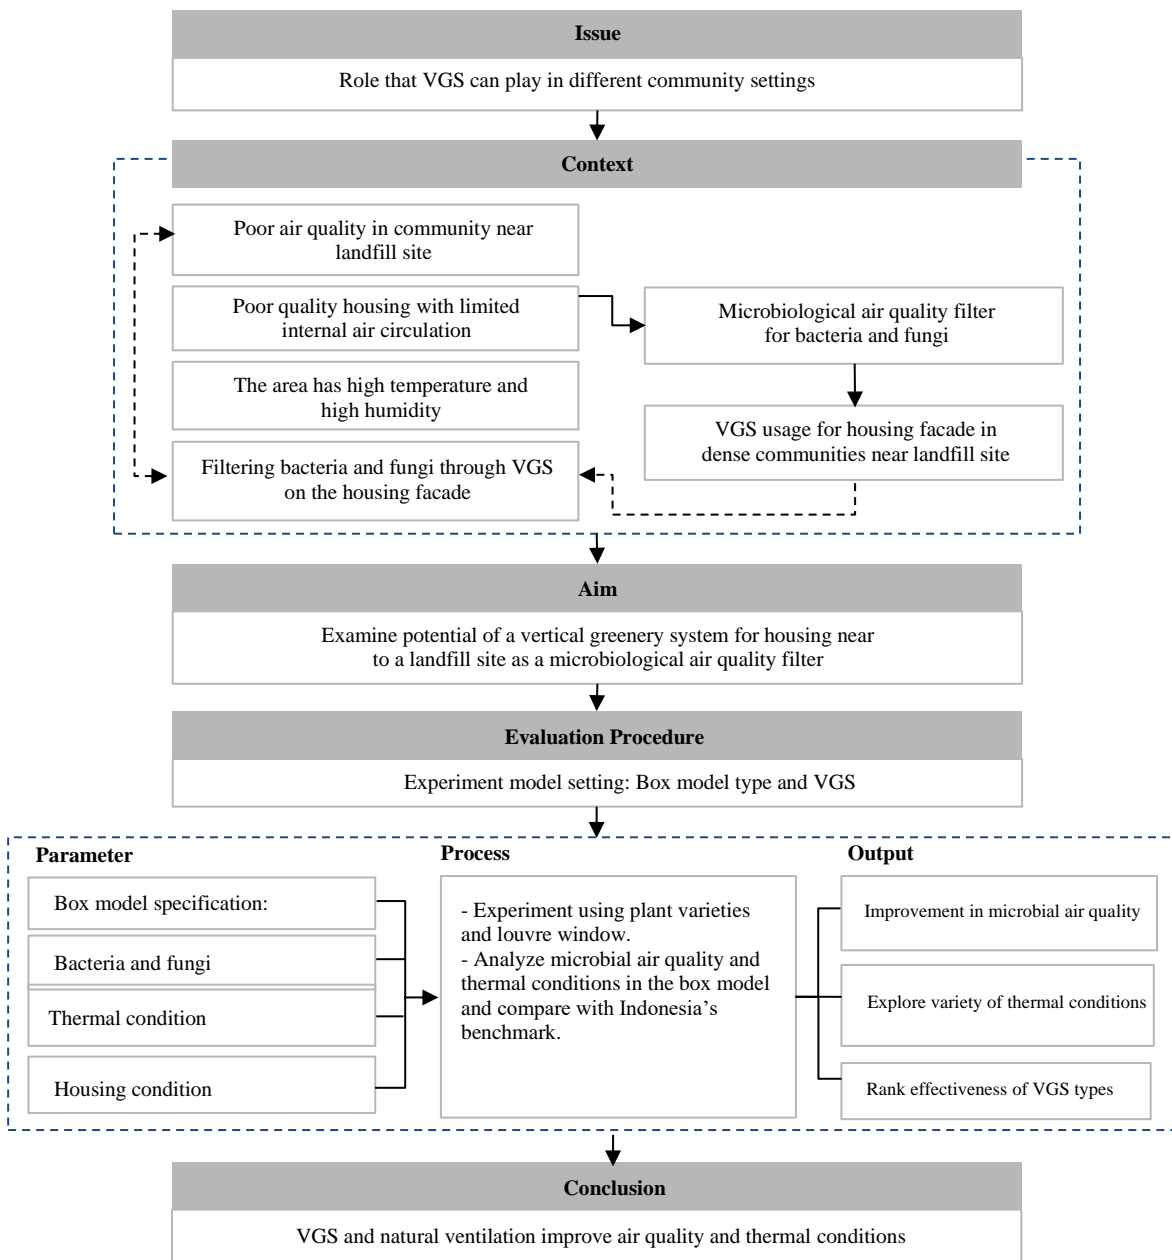 Issue
Role that VGS can play in different community settings
Context
Poor air quality in community near
landfill site
Poor quality housing with limited
internal air circulation
The area has high temperature and
high humidity
Filtering bacteria and fungi through VGS
on the housing facade
Microbiological air quality filter
for bacteria and fungi
VGS usage for housing facade in
dense communities near landfill site
Aim
Examine potential of a vertical greenery system for housing near
to a landfill site as a microbiological air quality filter
Evaluation Procedure
Experiment model setting: Box model type and VGS
Parameter
Box model specification:
Bacteria and fungi
Thermal condition
Housing condition
Process
- Experiment using plant varieties
and louvre window.
- Analyze microbial air quality and
thermal conditions in the box model
and compare with Indonesia’s
benchmark.
Output
Improvement in microbial air quality
Explore variety of thermal conditions
Rank effectiveness of VGS types
Conclusion
VGS and natural ventilation improve air quality and thermal conditions